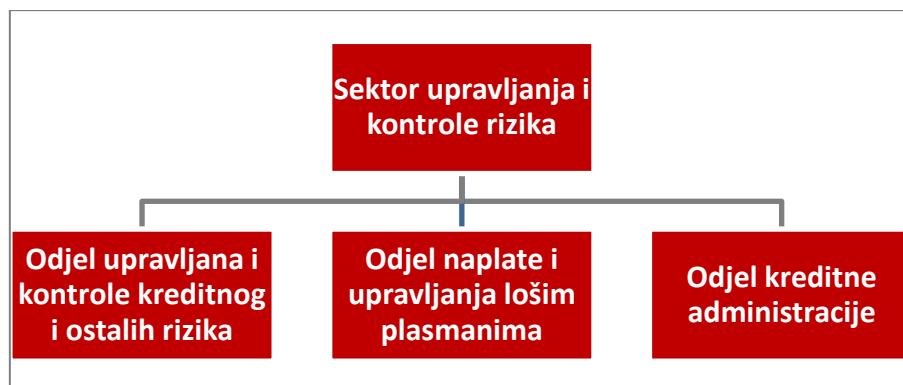 Sektor upravljanja i
kontrole rizika
Odjel upravljana i
kontrole kreditnog
i ostalih rizika
Odjel naplate i
upravljanja lošim
plasmanima
Odjel kreditne
administracije